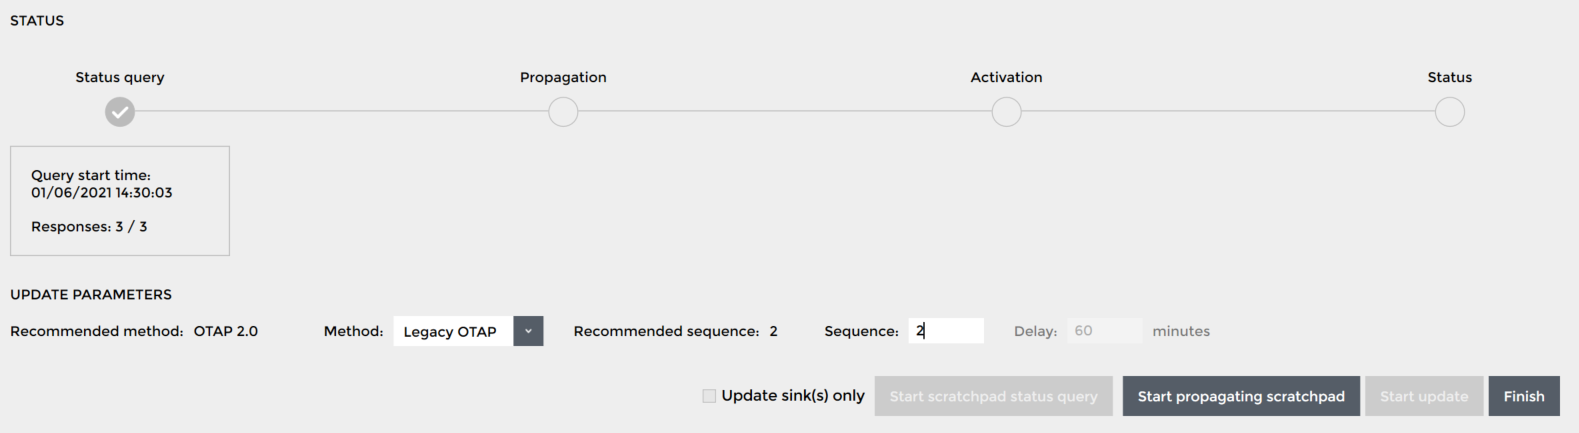 STATUS
Status query
Propagation
Activation
Status
Query start time:
01/06/2021 14:30:03
Responses: 3 / 3
UPDATE PARAMETERS
Recommended method: OTAP 2.0 Method: Legacy OTAP Recommended sequence: 2 Sequence: 2 Delay: 60 minutes
Update sink(s) only Start scratchpad status query Start propagating scratchpad Start update Finish